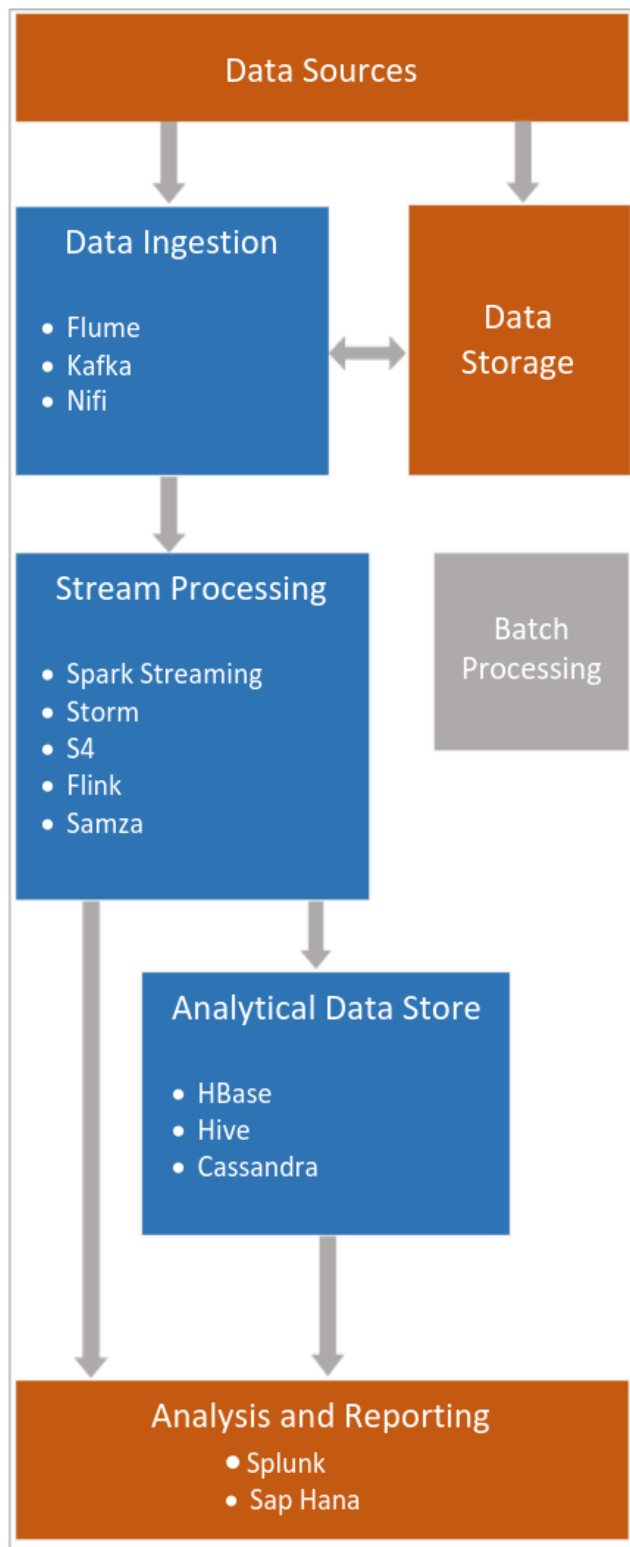 Data Sources
Data Ingestion
• Flume
• Kafka
• Nifi
Data
Storage
Stream Processing
• Spark Streaming
• Storm
• S4
• Flink
• Samza
Batch
Processing
Analytical Data Store
• HBase
• Hive
• Cassandra
Analysis and Reporting
• Splunk
• Sap Hana